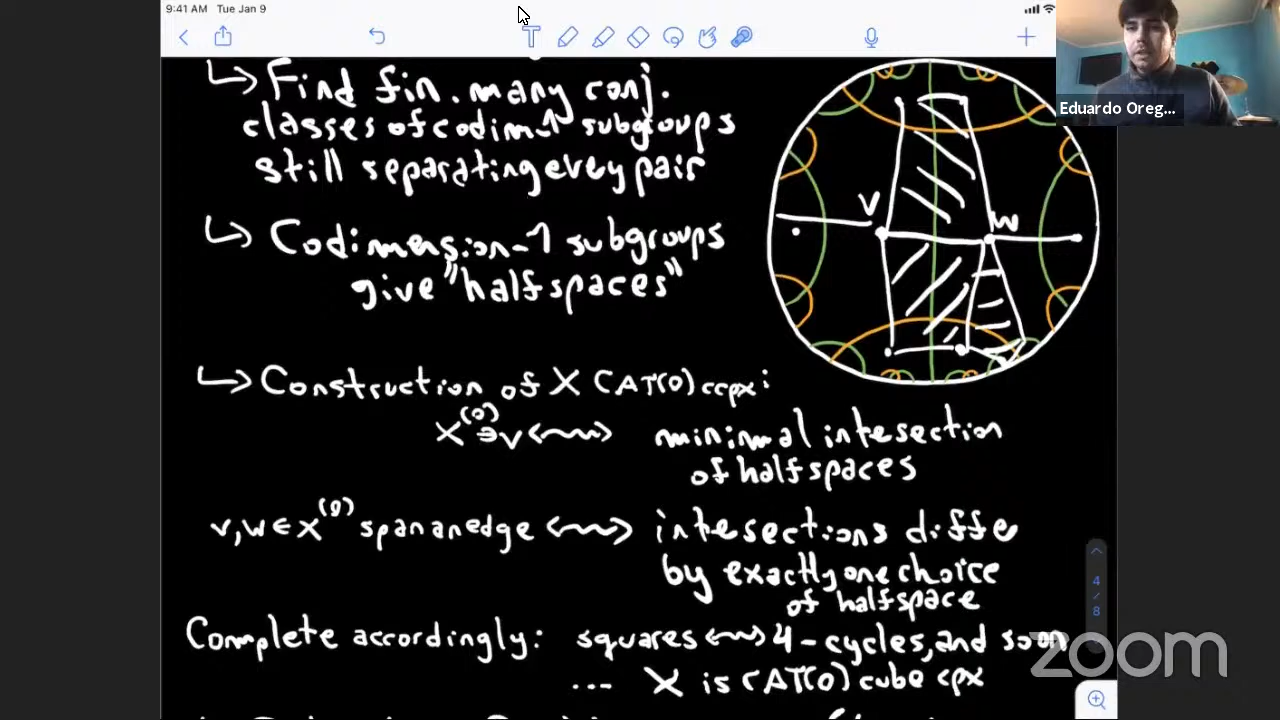 9:41 AM Tue Jan 9
↳ Find fin. many conj.
classes of codim-1 subgroups
still separating every pair
↳ Codimension-1 subgroups
give "halfspaces"
V
W
Eduardo Oreg...
↳ Construction of X CAT(0) ccpx:
X^(0) ∋ v <~~> minimal intesection
of halfspaces
v, w ∈ X^(0) span an edge <~~> intesections diffe
by exactly one choice
of halfspace
Complete accordingly: squares <~~> 4-cycles, and so on
... X is CAT(0) cube cpx
4
/
8
zoom